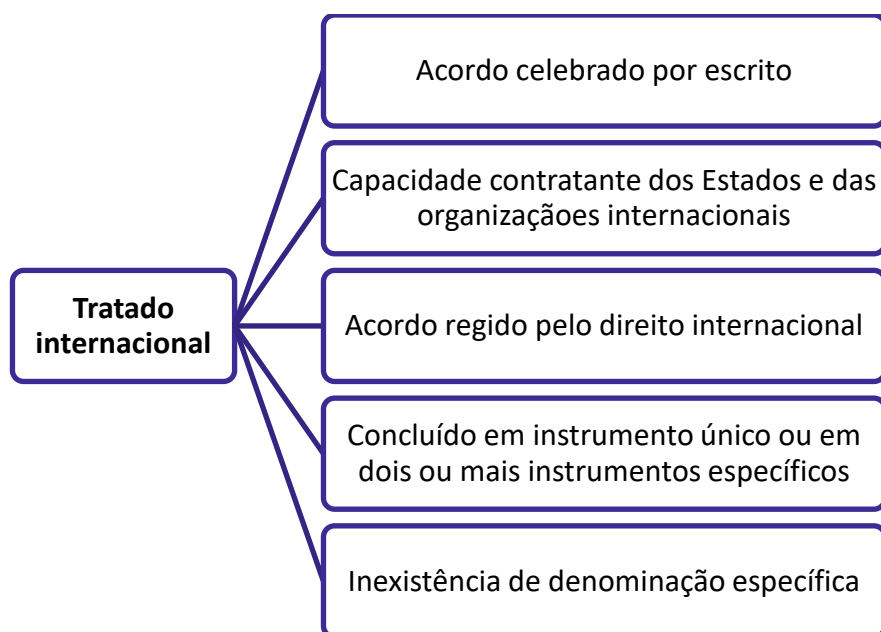 Acordo celebrado por escrito
Capacidade contratante dos Estados e das
organizaçãoes internacionais
Tratado
internacional
Acordo regido pelo direito internacional
Concluído em instrumento único ou em
dois ou mais instrumentos específicos
Inexistência de denominação específica